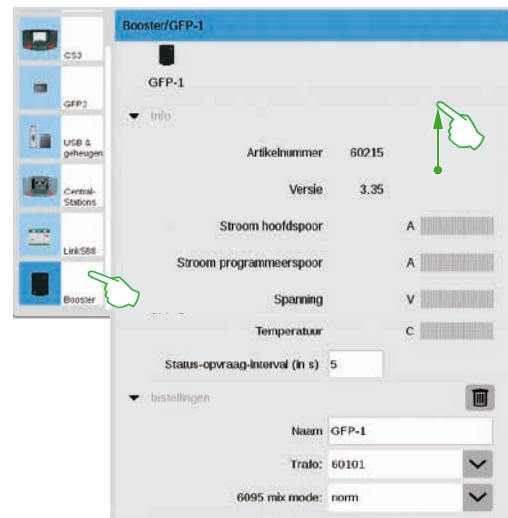 CS3
GFP3
USB &
geheugen
Central-
Stations
LinkS88
Booster
Booster/GFP-1
GFP-1
Info
Artikelnummer 60215
Versie 3.35
Stroom hoofdspoor A
Stroom programmeerspoor A
Spanning V
Temperatuur C
Status-opvraag-interval (in s) 5
Instellingen
Naam GFP-1
Trafo: 60101
6095 mix mode: norm